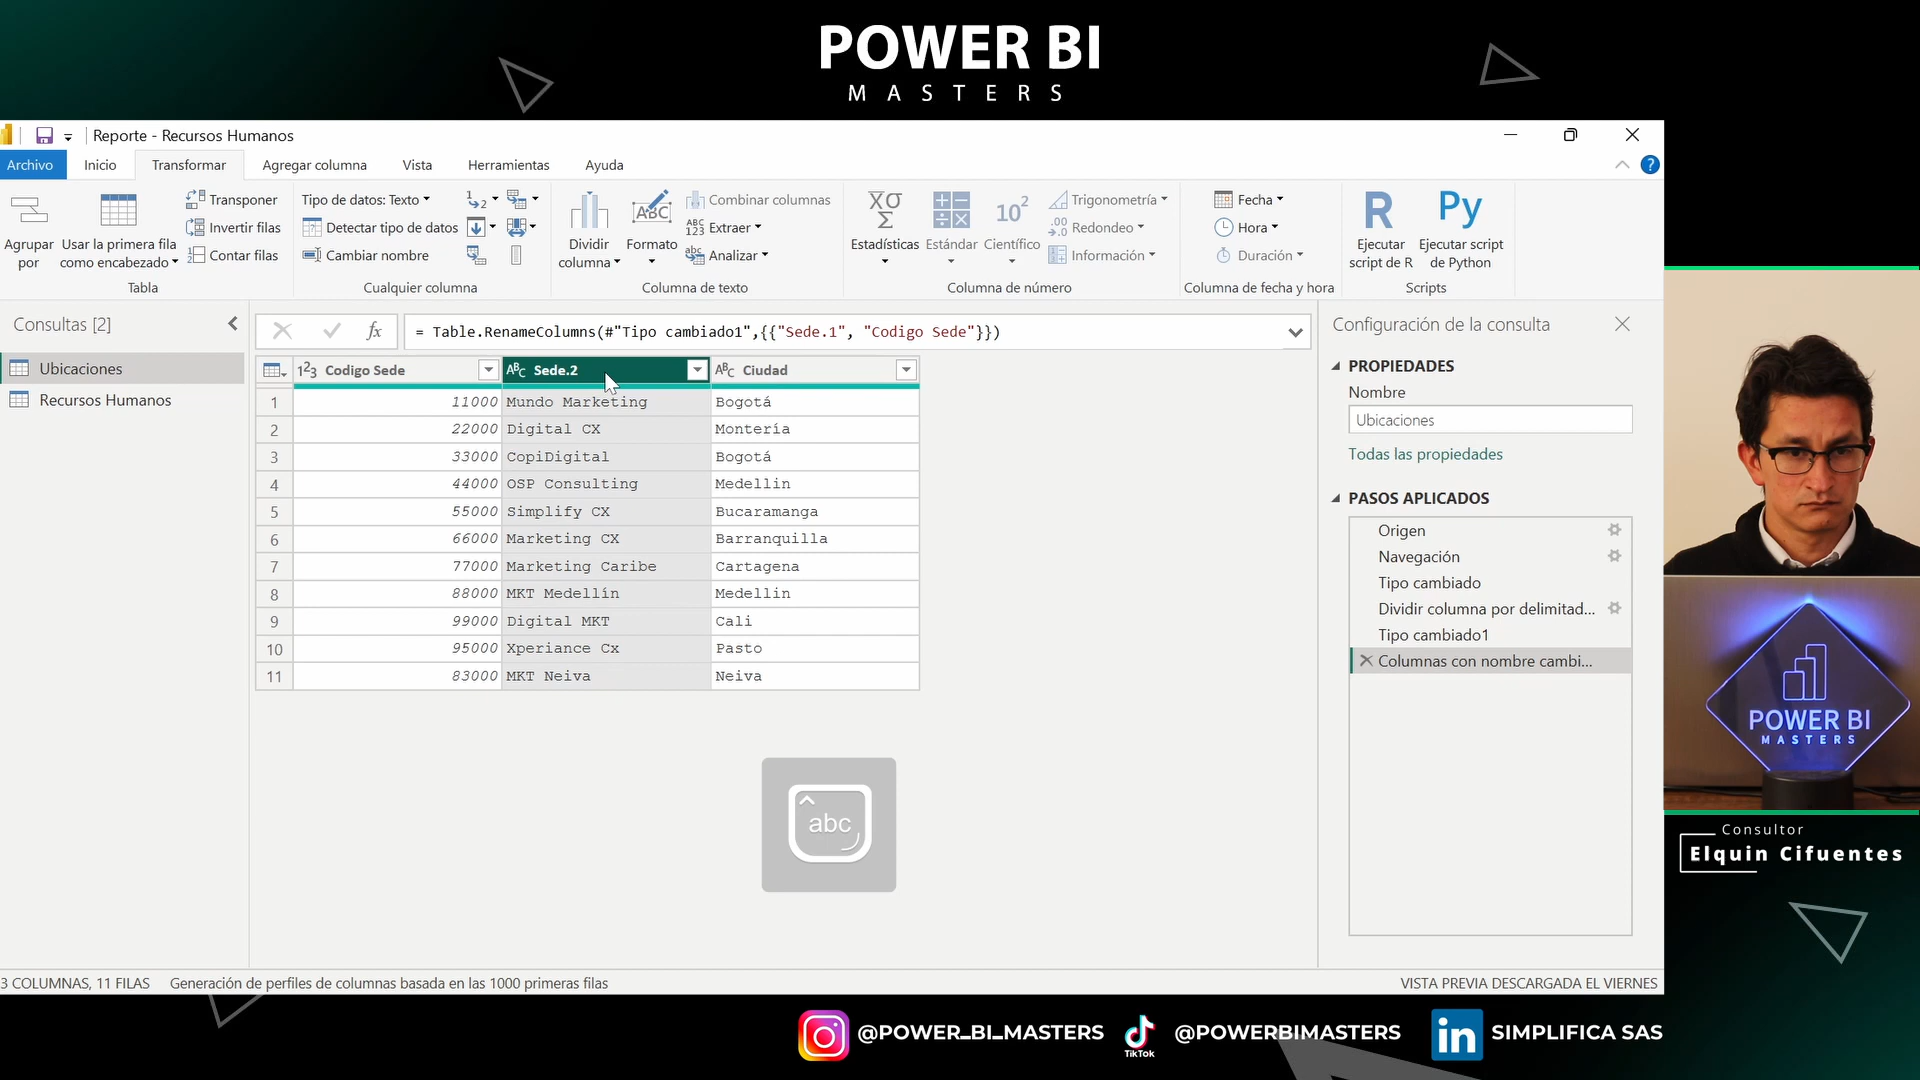 POWER BI
MASTERS
Reporte - Recursos Humanos
Archivo
Inicio
Transformar
Agregar columna
Vista
Herramientas
Ayuda
?
Agrupar por
Usar la primera fila como encabezado
Transponer
Invertir filas
Contar filas
Tabla
Tipo de datos: Texto
Detectar tipo de datos
Cambiar nombre
Cualquier columna
Dividir columna
Formato
Combinar columnas
Extraer
Analizar
Columna de texto
Estadísticas
Estándar
Científico
Trigonometría
Redondeo
Información
Columna de número
Fecha
Hora
Duración
Columna de fecha y hora
R
Ejecutar script de R
Py
Ejecutar script de Python
Scripts
Consultas [2]
Ubicaciones
Recursos Humanos
fx
= Table.RenameColumns(#"Tipo cambiado1",{{"Sede.1", "Codigo Sede"}})
Codigo Sede Sede.2 Ciudad
1 11000 Mundo Marketing Bogotá
2 22000 Digital CX Montería
3 33000 CopiDigital Bogotá
4 44000 OSP Consulting Medellin
5 55000 Simplify CX Bucaramanga
6 66000 Marketing CX Barranquilla
7 77000 Marketing Caribe Cartagena
8 88000 MKT Medellín Medellin
9 99000 Digital MKT Cali
10 95000 Xperiance Cx Pasto
11 83000 MKT Neiva Neiva
abc
Configuración de la consulta
PROPIEDADES
Nombre
Ubicaciones
Todas las propiedades
PASOS APLICADOS
Origen
Navegación
Tipo cambiado
Dividir columna por delimitad...
Tipo cambiado1
Columnas con nombre cambi...
3 COLUMNAS, 11 FILAS
Generación de perfiles de columnas basada en las 1000 primeras filas
VISTA PREVIA DESCARGADA EL VIERNES
POWER BI
MASTERS
Consultor
Elquin Cifuentes
@POWER_BI_MASTERS
TikTok
@POWERBIMASTERS
in
SIMPLIFICA SAS